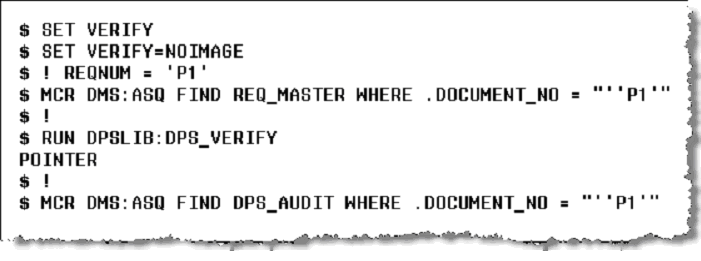 $ SET VERIFY
$ SET VERIFY=NOIMAGE
$ ! REQNUM = 'P1'
$ MCR DMS:ASQ FIND REQ_MASTER WHERE .DOCUMENT_NO = "''P1'"
$ !
$ RUN DPSLIB:DPS_VERIFY
POINTER
$ !
$ MCR DMS:ASQ FIND DPS_AUDIT WHERE .DOCUMENT_NO = "''P1'"